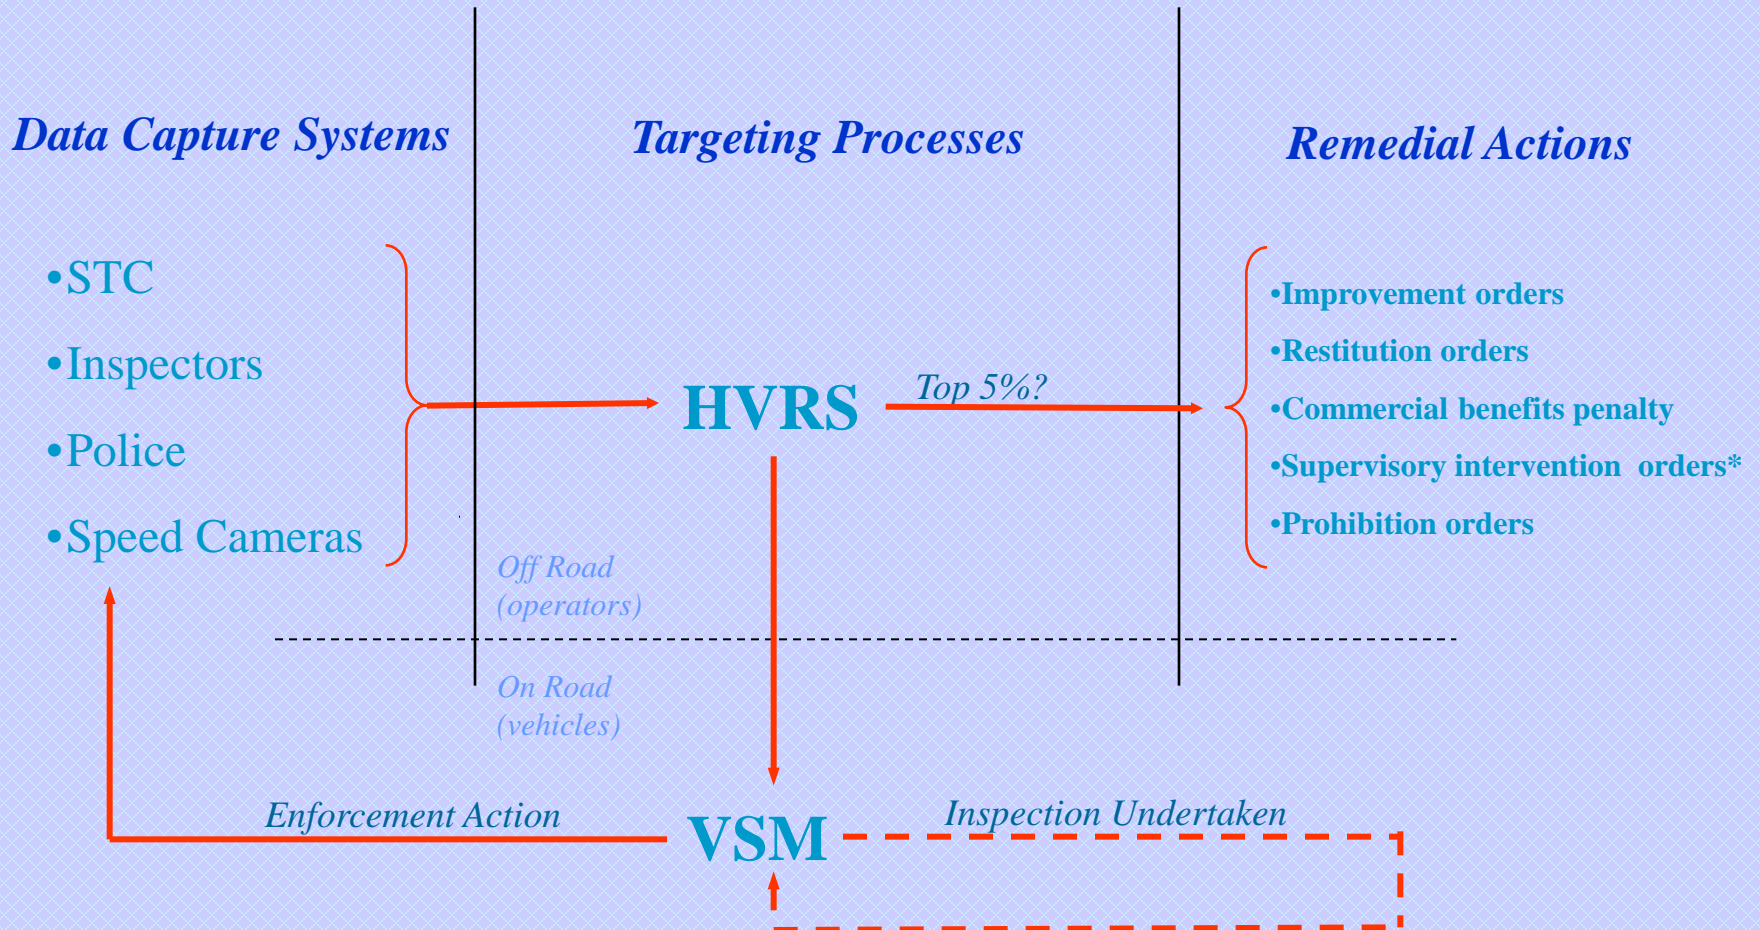 Data Capture Systems
Targeting Processes
Remedial Actions
•STC
•Inspectors
•Police
•Speed Cameras
HVRS
Top 5%?
•Improvement orders
•Restitution orders
•Commercial benefits penalty
•Supervisory intervention orders*
•Prohibition orders
Off Road
(operators)
On Road
(vehicles)
Enforcement Action
VSM
Inspection Undertaken